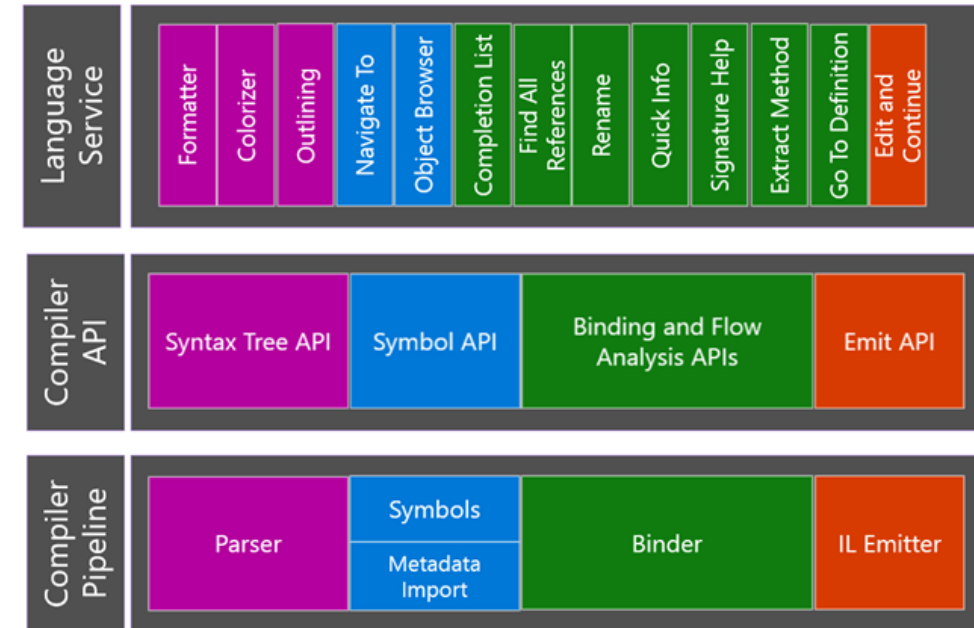 Language
Service
Formatter
Colorizer
Outlining
Navigate To
Object Browser
Completion List
Find All
References
Rename
Quick Info
Signature Help
Extract Method
Go To Definition
Edit and
Continue
Compiler
API
Syntax Tree API
Symbol API
Binding and Flow
Analysis APIs
Emit API
Compiler
Pipeline
Parser
Symbols
Metadata
Import
Binder
IL Emitter